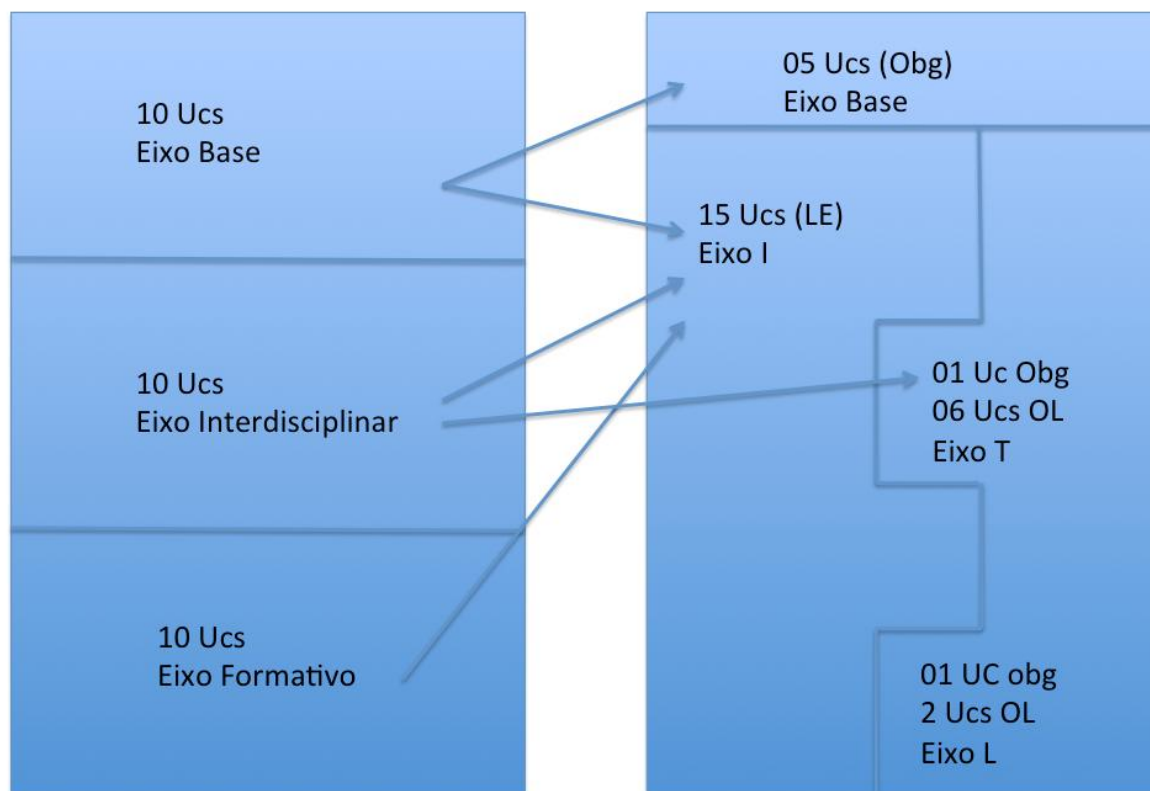 10 Ucs
Eixo Base
10 Ucs
Eixo Interdisciplinar
10 Ucs
Eixo Formativo
05 Ucs (Obg)
Eixo Base
15 Ucs (LE)
Eixo I
01 Uc Obg
06 Ucs OL
Eixo T
01 UC obg
2 Ucs OL
Eixo L